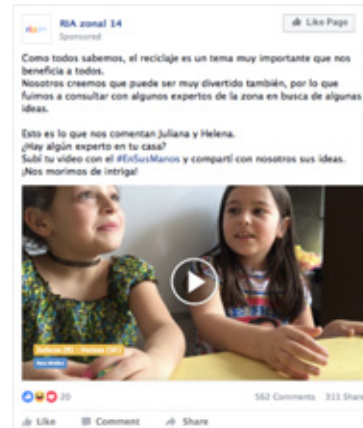 RIA zonal 14
Like Page
Sponsored
Como todos sabemos, el reciclaje es un tema muy importante que nos
beneficia a todos.
Nosotros creemos que puede ser muy divertido también, por lo que
fuimos a consultar con algunos expertos de la zona en busca de algunas
ideas.
Esto es lo que nos comentan Juliana y Helena.
¿Hay algún experto en tu casa?
Subí tu video con el #EnSusManos y compartí con nosotros sus ideas.
¡Nos morimos de intriga!
20
562 Comments 311 Share
Like Comment Share